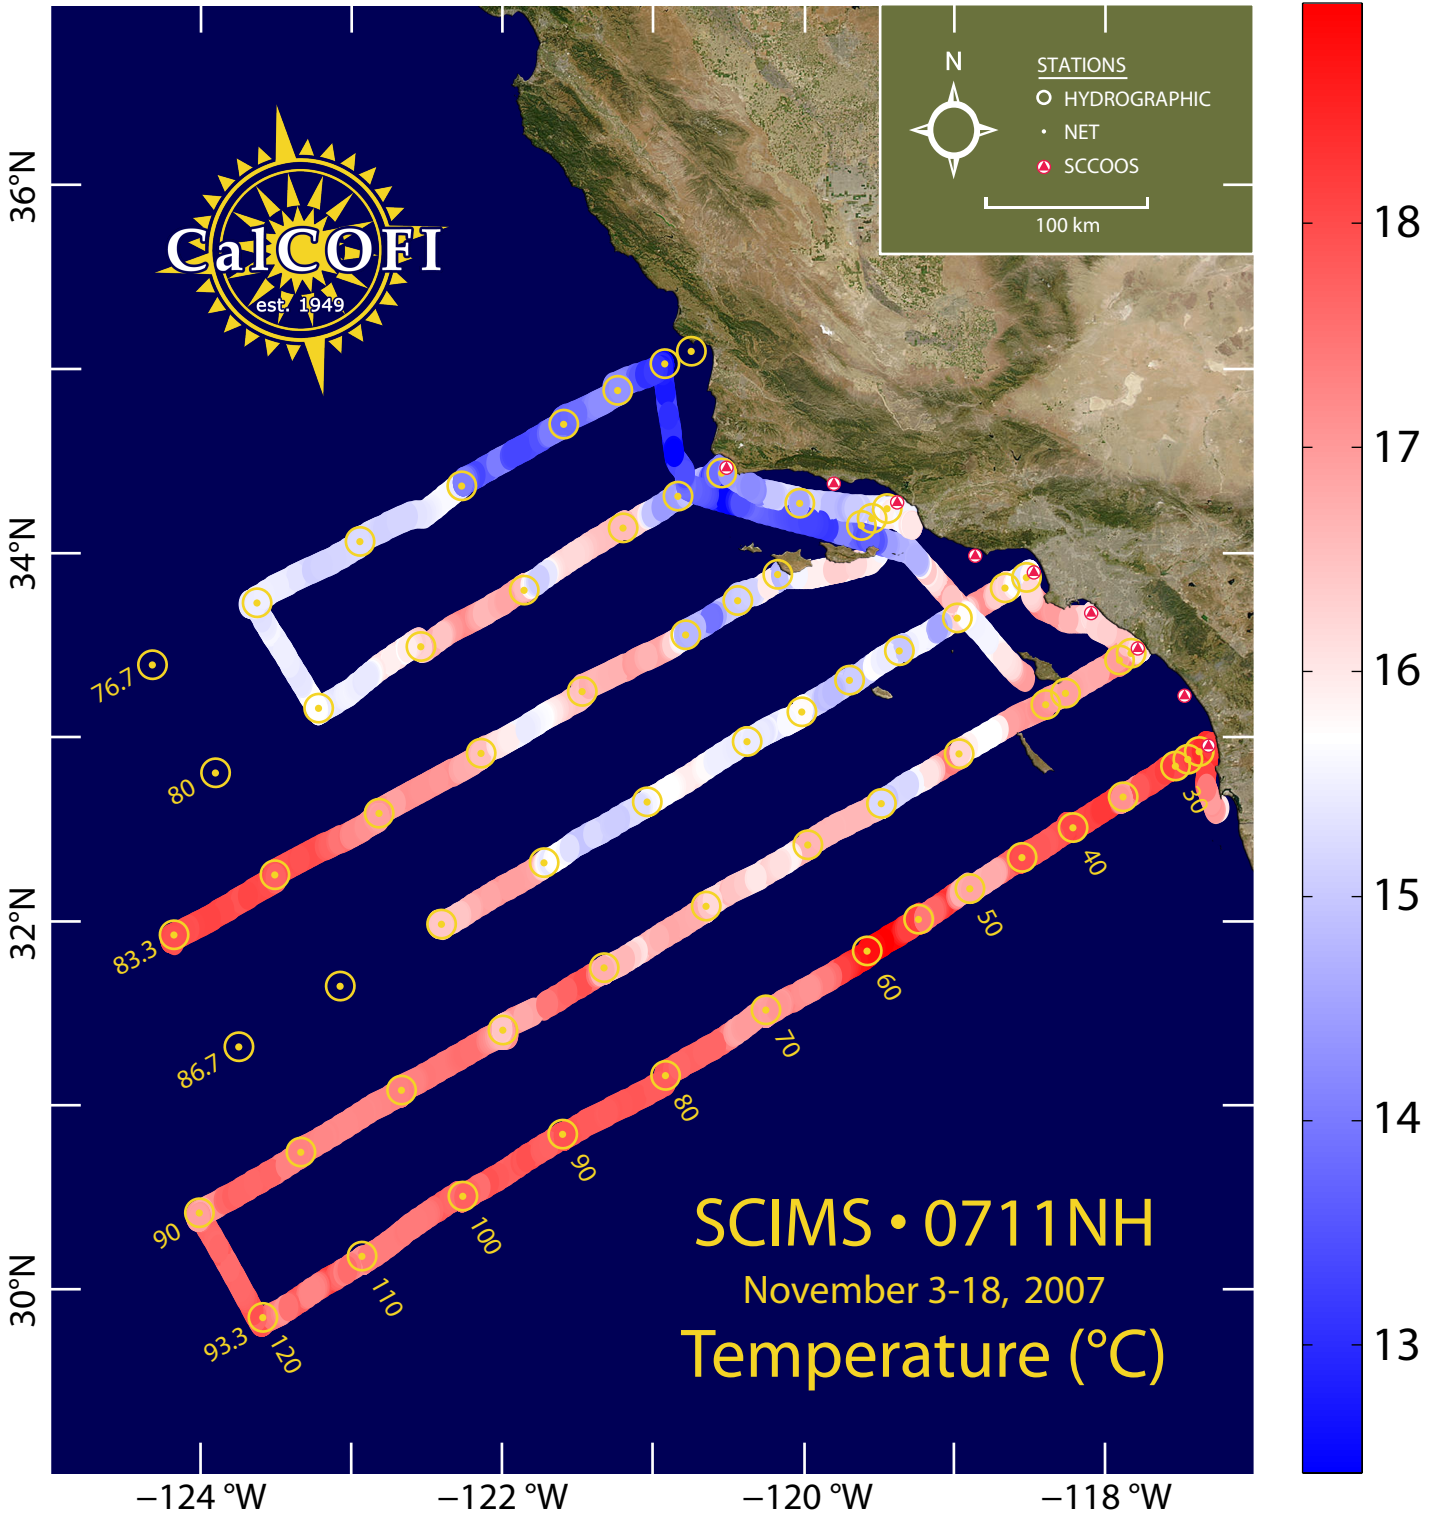 N
STATIONS
HYDROGRAPHIC
NET
SCCOOS
100 km
CalCOFI
est. 1949
36°N
34°N
32°N
30°N
76.7
80
83.3
86.7
90
93.3
30
40
50
60
70
80
90
100
110
120
SCIMS • 0711NH
November 3-18, 2007
Temperature (°C)
−124 °W
−122 °W
−120 °W
−118 °W
18
17
16
15
14
13